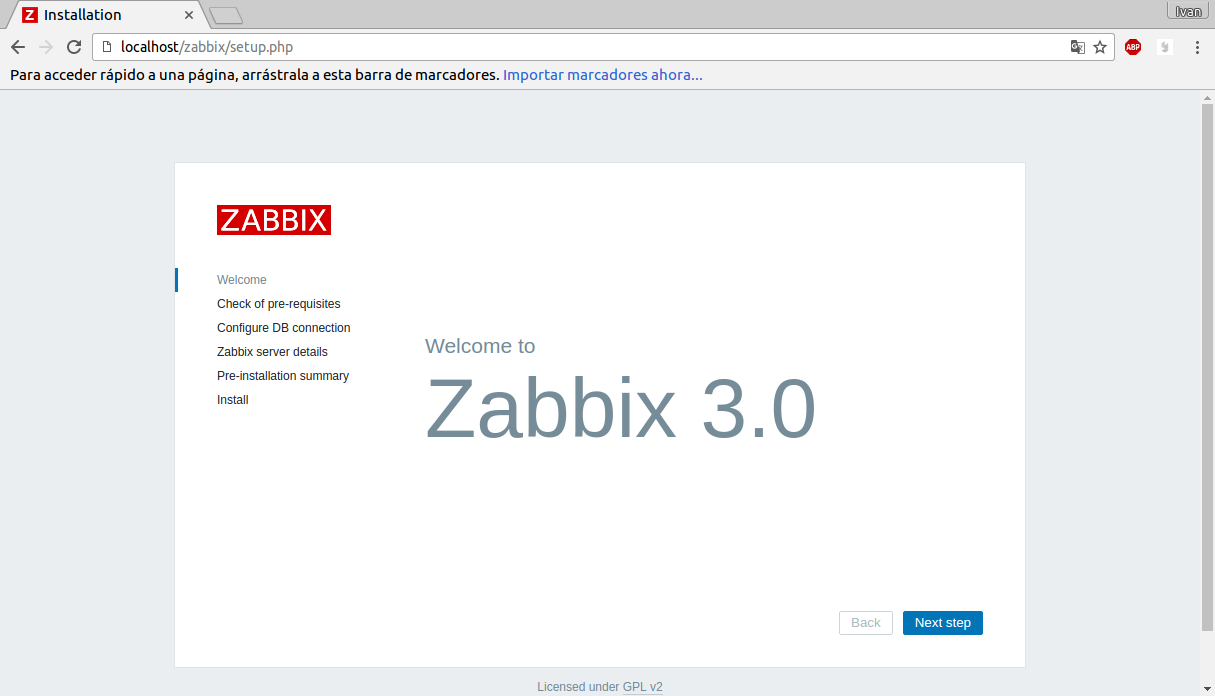 Installation
Ivan
localhost/zabbix/setup.php
ABP
Para acceder rápido a una página, arrástrala a esta barra de marcadores. Importar marcadores ahora...
ZABBIX
Welcome
Check of pre-requisites
Configure DB connection
Zabbix server details
Pre-installation summary
Install
Welcome to
Zabbix 3.0
Back
Next step
Licensed under GPL v2